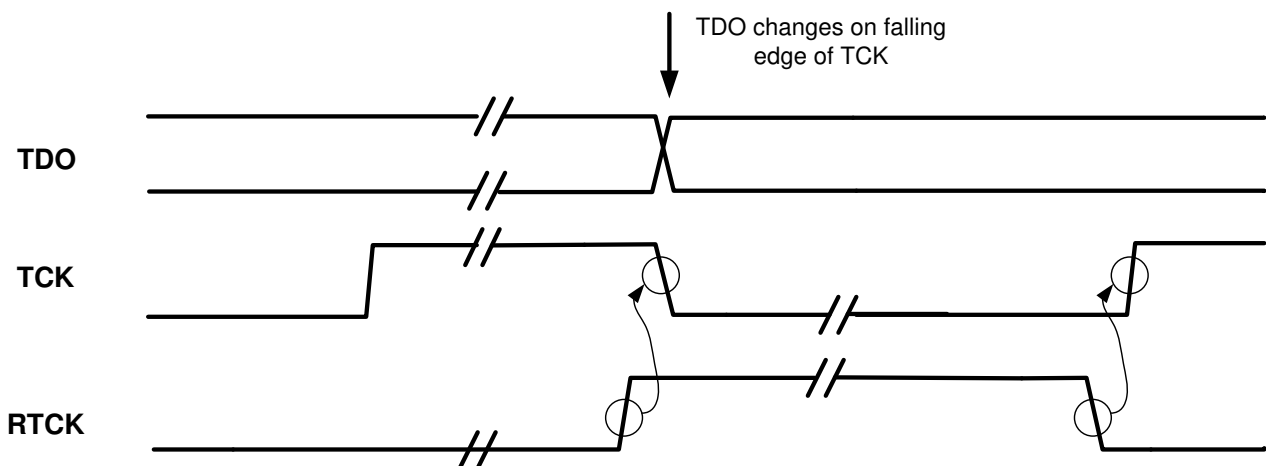 TDO changes on falling
edge of TCK
TDO
TCK
RTCK